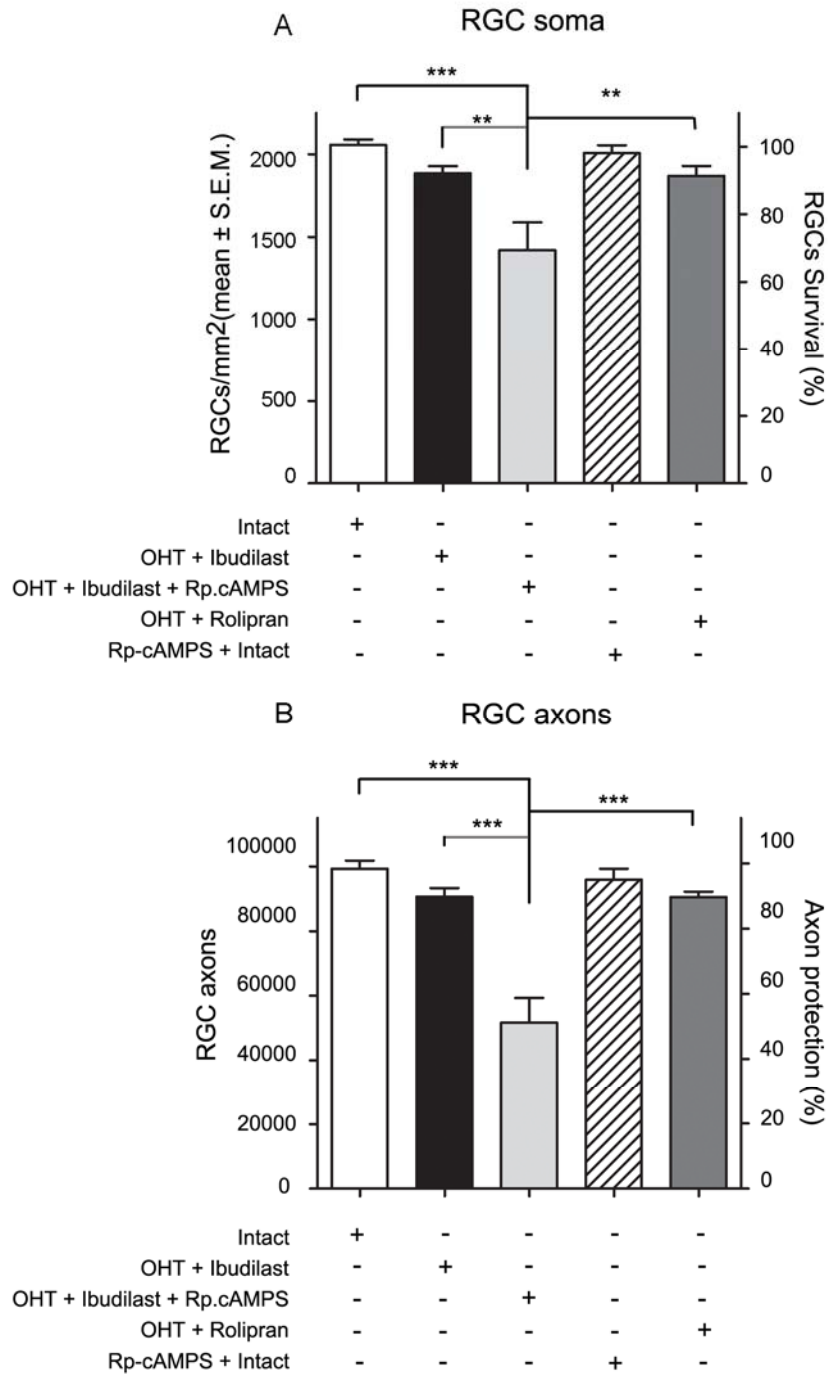 A
RGC soma
***
**
**
RGCs/mm2(mean ± S.E.M.)
2000
1500
1000
500
0
100
80
60
40
20
0
RGCs Survival (%)
Intact + - - - -
OHT + Ibudilast - + - - -
OHT + Ibudilast + Rp.cAMPS - - + - -
OHT + Rolipran - - - - +
Rp-cAMPS + Intact - - - + -
B
RGC axons
***
***
***
RGC axons
100000
80000
60000
40000
20000
0
100
80
60
40
20
0
Axon protection (%)
Intact + - - - -
OHT + Ibudilast - + - - -
OHT + Ibudilast + Rp.cAMPS - - + - -
OHT + Rolipran - - - - +
Rp-cAMPS + Intact - - - + -